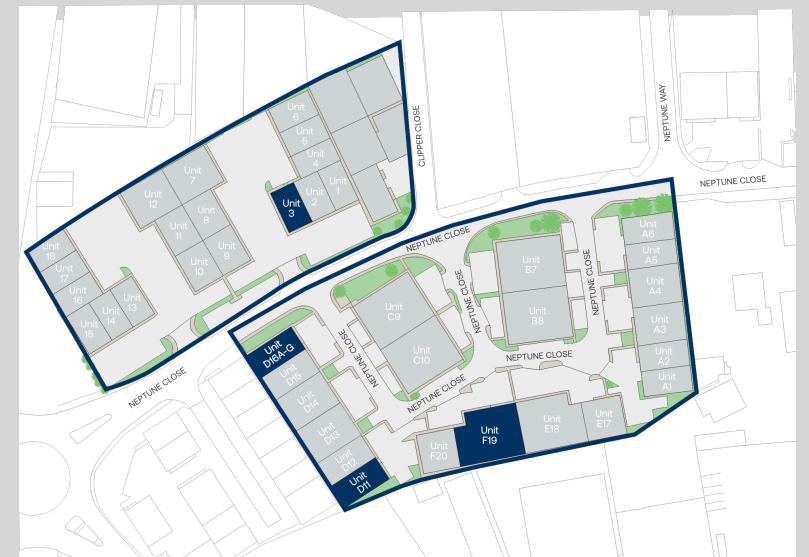 Unit
6
Unit
5
Unit
4
Unit
1
Unit
2
Unit
3
Unit
7
Unit
12
Unit
8
Unit
11
Unit
9
Unit
10
Unit
18
Unit
17
Unit
16
Unit
15
Unit
14
Unit
13
CLIPPER CLOSE
NEPTUNE WAY
NEPTUNE CLOSE
NEPTUNE CLOSE
NEPTUNE CLOSE
NEPTUNE CLOSE
NEPTUNE CLOSE
NEPTUNE CLOSE
NEPTUNE CLOSE
NEPTUNE CLOSE
Unit
A6
Unit
A5
Unit
A4
Unit
A3
Unit
A2
Unit
A1
Unit
B7
Unit
B8
Unit
C9
Unit
C10
Unit
D16A-G
Unit
D15
Unit
D14
Unit
D13
Unit
D12
Unit
D11
Unit
F20
Unit
F19
Unit
E18
Unit
E17